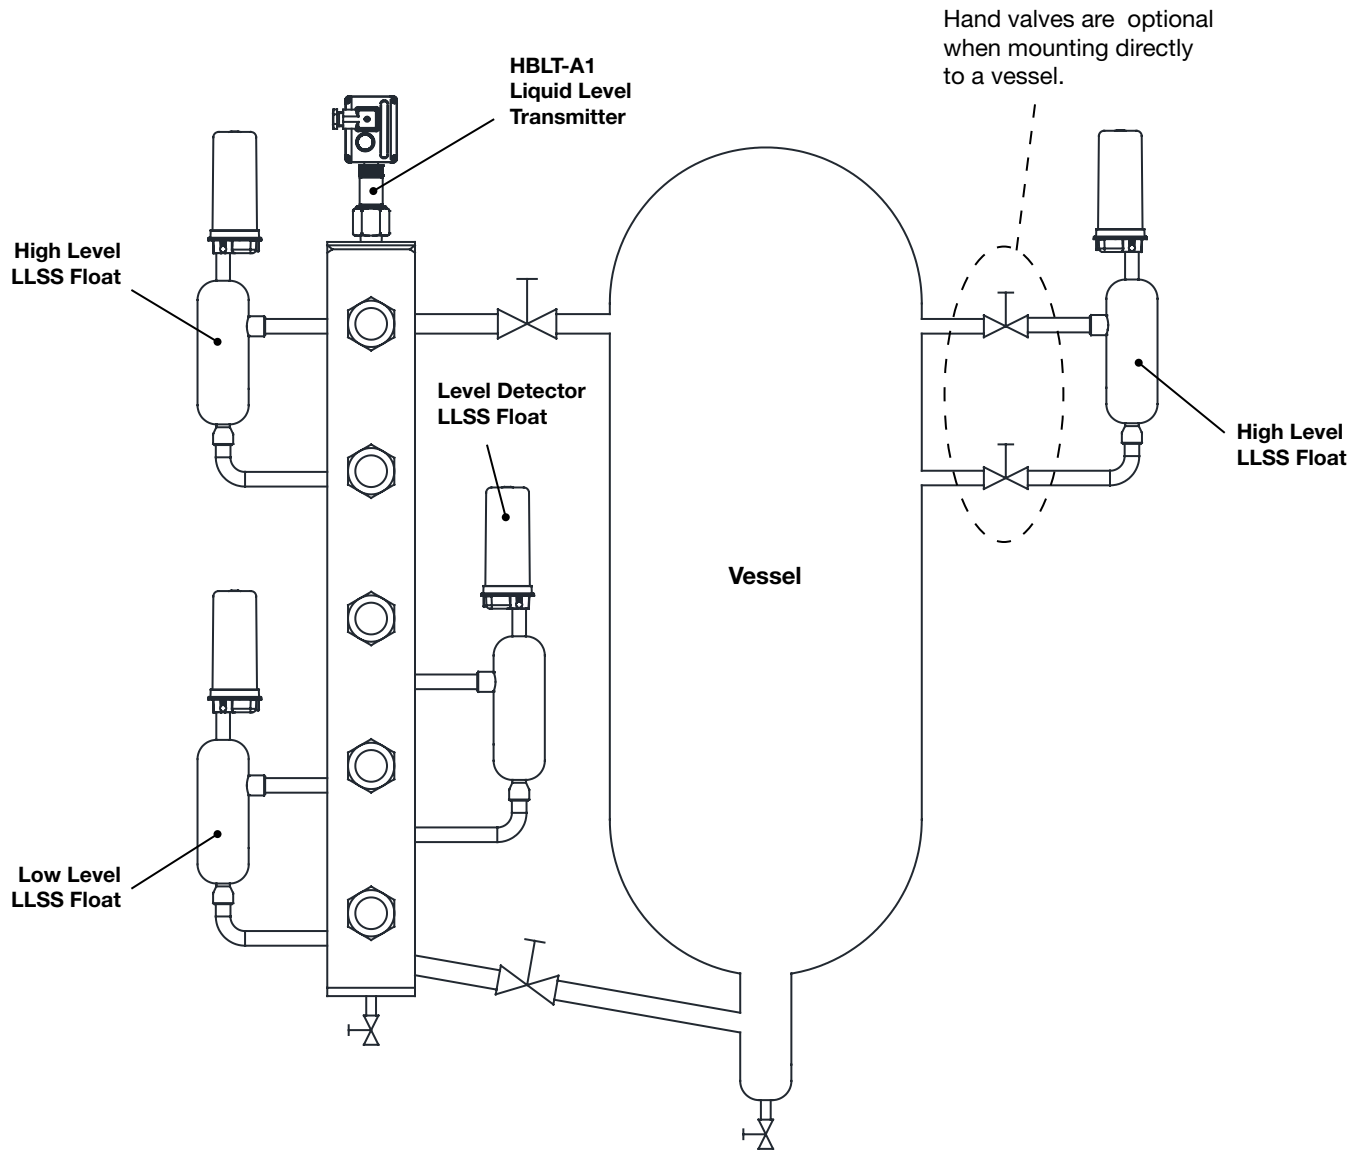 Hand valves are optional
when mounting directly
to a vessel.
HBLT-A1
Liquid Level
Transmitter
High Level
LLSS Float
Level Detector
LLSS Float
High Level
LLSS Float
Vessel
Low Level
LLSS Float